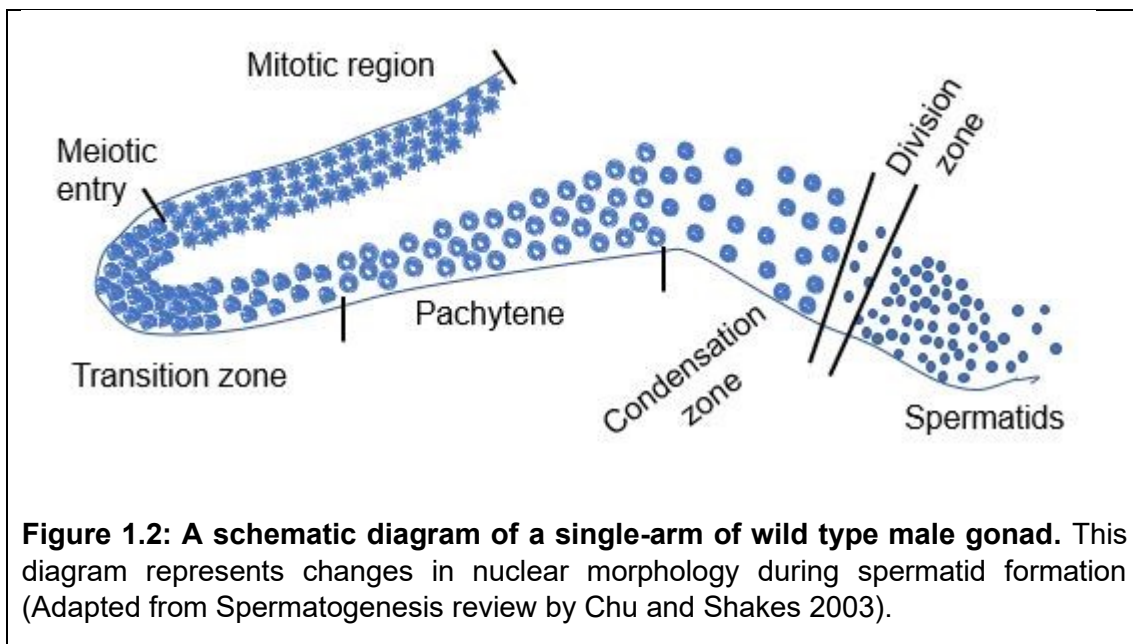 Mitotic region
Meiotic
entry
Division
zone
Pachytene
Transition zone
Condensation
zone
Spermatids
Figure 1.2: A schematic diagram of a single-arm of wild type male gonad. This
diagram represents changes in nuclear morphology during spermatid formation
(Adapted from Spermatogenesis review by Chu and Shakes 2003).